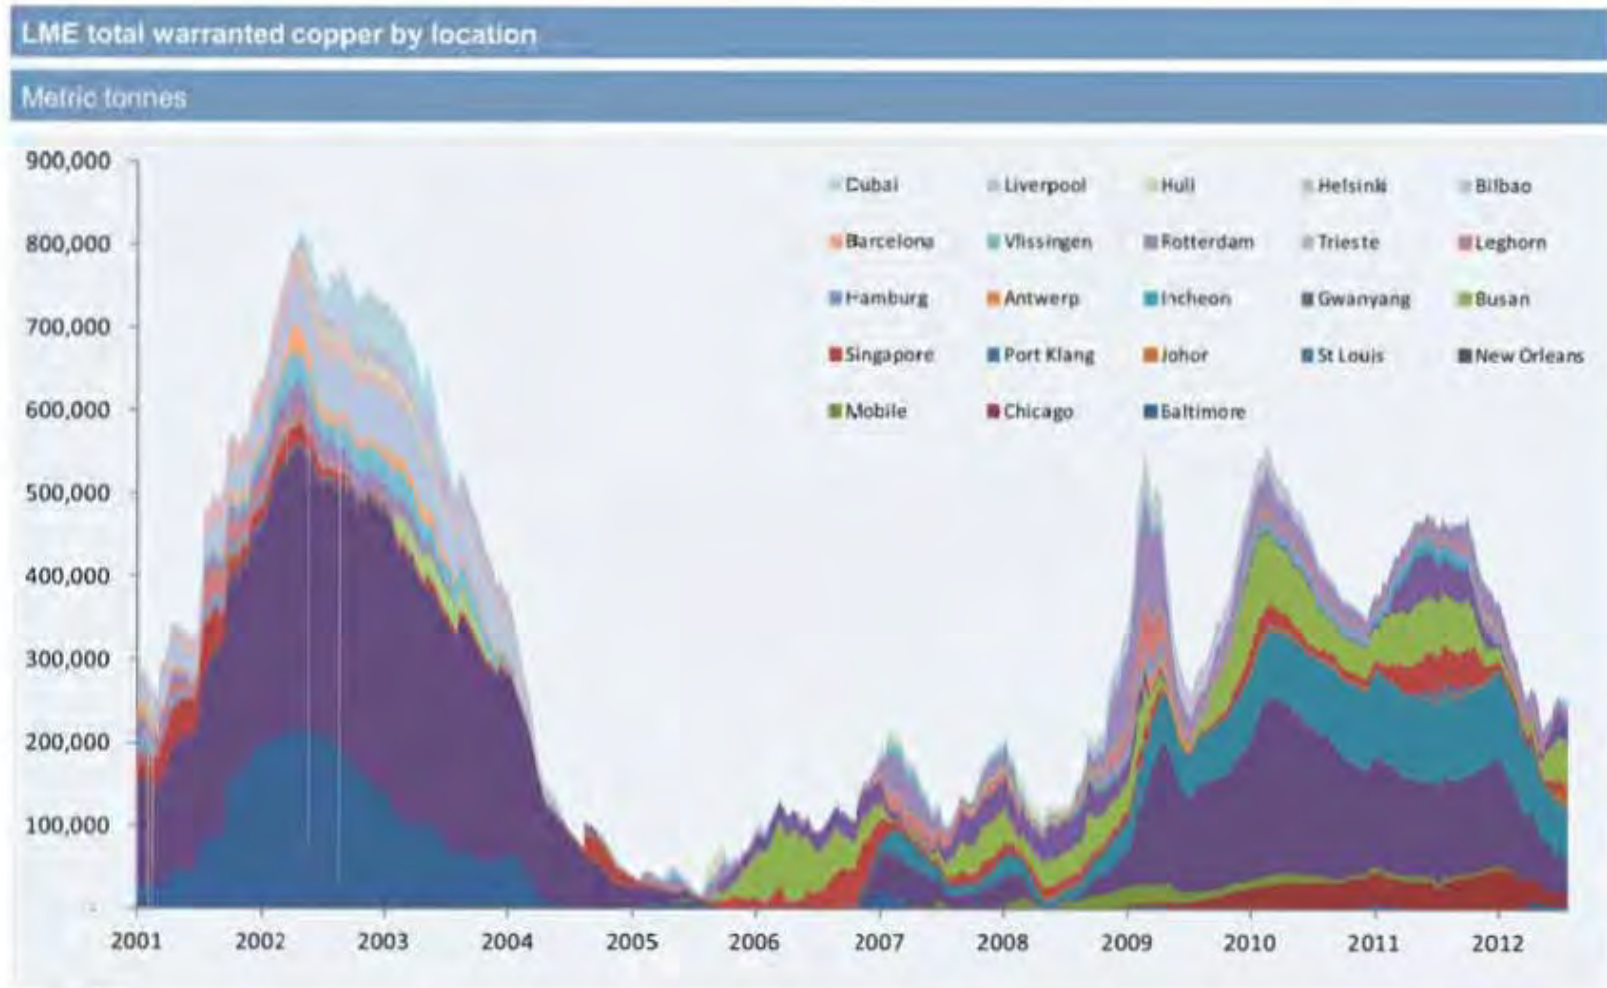 LME total warranted copper by location
Metric tonnes
900,000
800,000
700,000
600,000
500,000
400,000
300,000
200,000
100,000
-
Dubai Liverpool Hull Helsinki Bilbao
Barcelona Vlissingen Rotterdam Trieste Leghorn
Hamburg Antwerp Incheon Gwanyang Busan
Singapore Port Klang Johor St Louis New Orleans
Mobile Chicago Baltimore
2001 2002 2003 2004 2005 2006 2007 2008 2009 2010 2011 2012